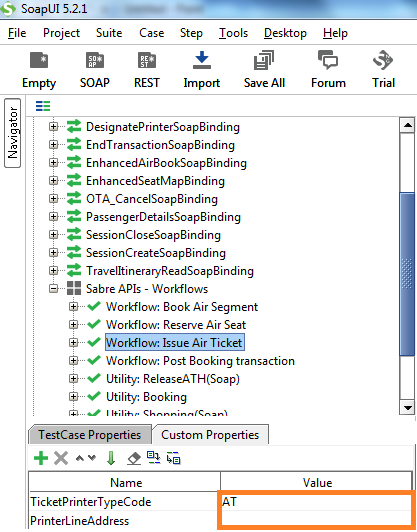 SoapUI 5.2.1
File Project Suite Case Step Tools Desktop Help
Empty SOAP REST Import Save All Forum Trial
Navigator
DesignatePrinterSoapBinding
EndTransactionSoapBinding
EnhancedAirBookSoapBinding
EnhancedSeatMapBinding
OTA_CancelSoapBinding
PassengerDetailsSoapBinding
SessionCloseSoapBinding
SessionCreateSoapBinding
TravelItineraryReadSoapBinding
Sabre APIs - Workflows
Workflow: Book Air Segment
Workflow: Reserve Air Seat
Workflow: Issue Air Ticket
Workflow: Post Booking transaction
Utility: ReleaseATH(Soap)
Utility: Booking
Utility: Shopping(Soap)
TestCase Properties Custom Properties
Name Value
TicketPrinterTypeCode AT
PrinterLineAddress